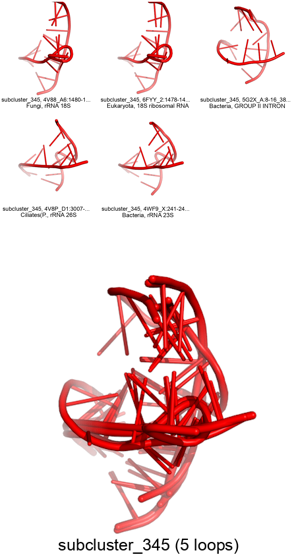 subcluster_345, 4V88_A6:1480-1...
Fungi, rRNA 18S
subcluster_345, 6FYY_2:1478-14...
Eukaryota, 18S ribosomal RNA
subcluster_345, 5G2X_A:8-16_38...
Bacteria, GROUP II INTRON
subcluster_345, 4V8P_D1:3007-...
Ciliates(P., rRNA 26S
subcluster_345, 4WF9_X:241-24...
Bacteria, rRNA 23S
subcluster_345 (5 loops)